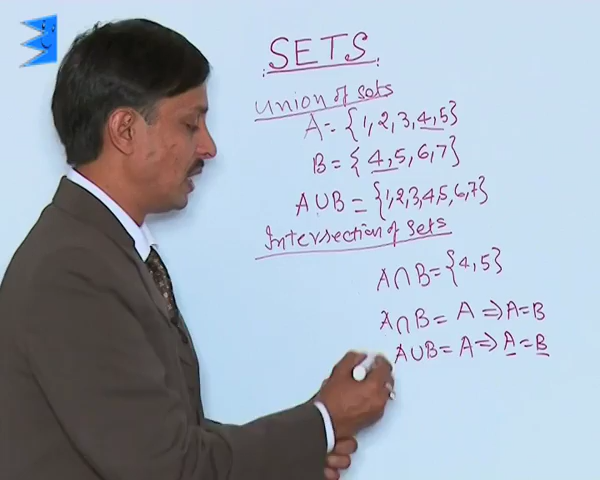 SETS
Union of sets
A = {1,2,3,4,5}
B = {4,5,6,7}
A∪B = {1,2,3,4,5,6,7}
Intersection of sets
A∩B = {4,5}
A∩B = A ⇒ A=B
A∪B = A ⇒ A=B